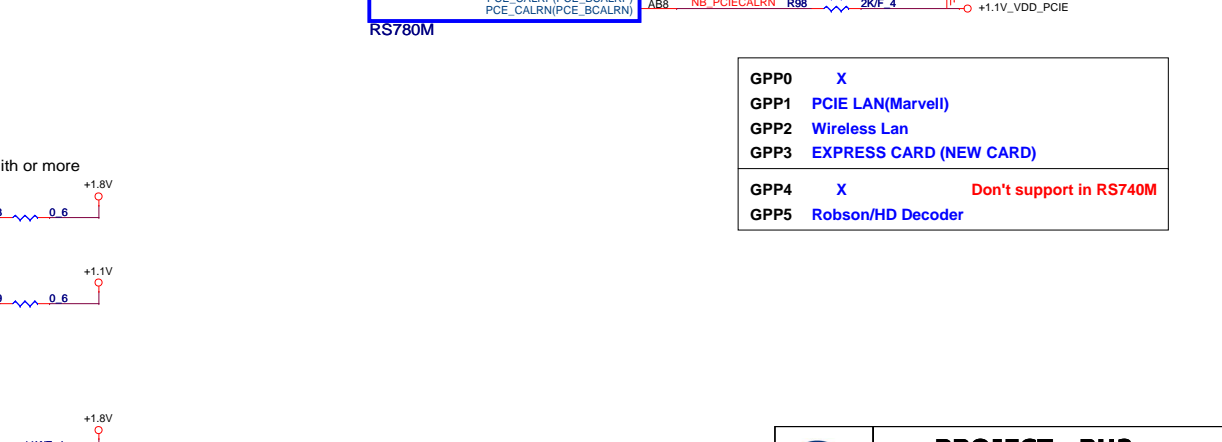 PCE_CALRN(PCE_BCALRN) AB8 NB_PCIECALRN R98 2K/F_4 +1.1V_VDD_PCIE
RS780M
GPP0 X
GPP1 PCIE LAN(Marvell)
GPP2 Wireless Lan
GPP3 EXPRESS CARD (NEW CARD)
GPP4 X Don't support in RS740M
GPP5 Robson/HD Decoder
ith or more
+1.8V
0_6
+1.1V
0_6
+1.8V